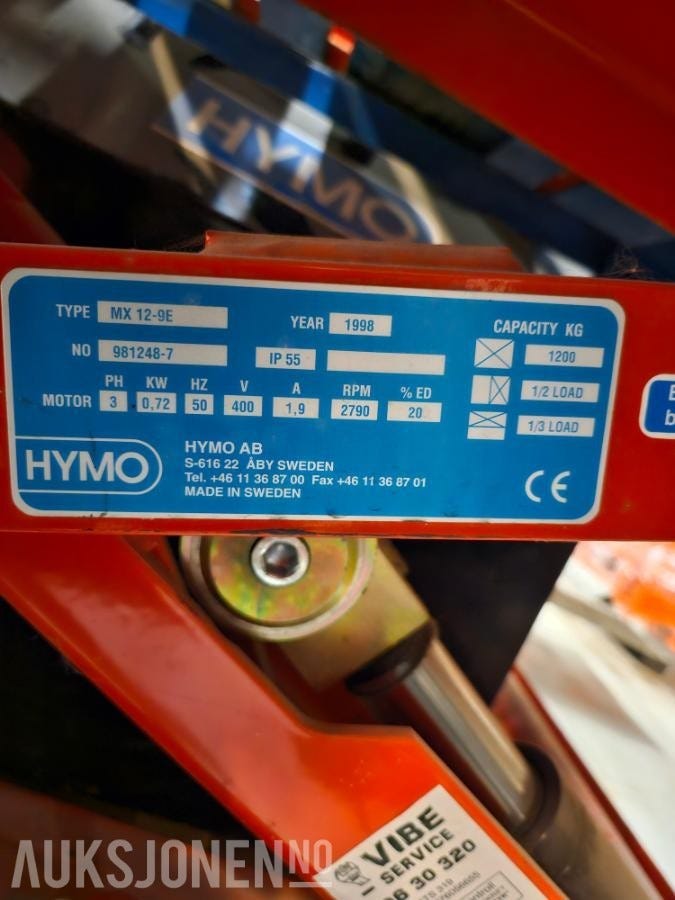 HYMO
TYPE MX 12-9E
YEAR 1998
CAPACITY KG
NO 981248-7
IP 55
1200
1/2 LOAD
1/3 LOAD
PH KW HZ V A RPM % ED
MOTOR 3 0,72 50 400 1,9 2790 20
HYMO
HYMO AB
S-616 22 ÅBY SWEDEN
Tel. +46 11 36 87 00 Fax +46 11 36 87 01
MADE IN SWEDEN
CE
VIBE
- SERVICE -
6 30 320
AUKSJONEN.NO